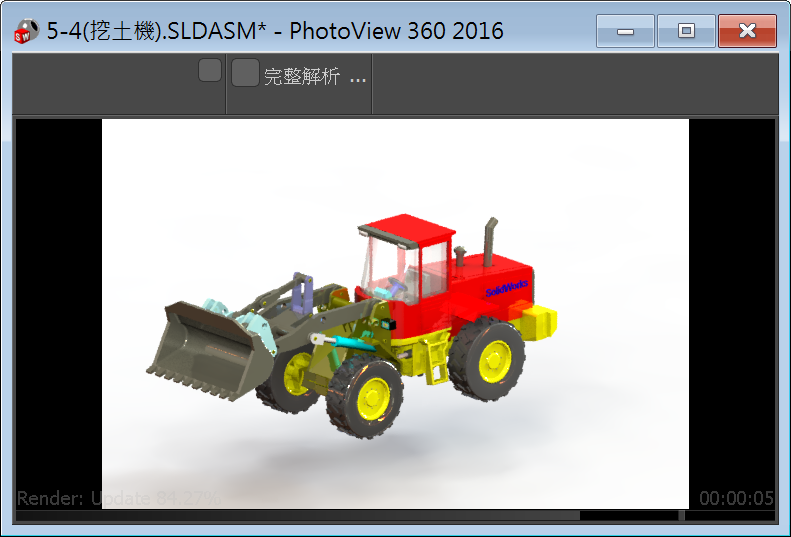 5-4(挖土機).SLDASM* - PhotoView 360 2016
完整解析 ...
SolidWorks
Render: Update 84.27%
00:00:05